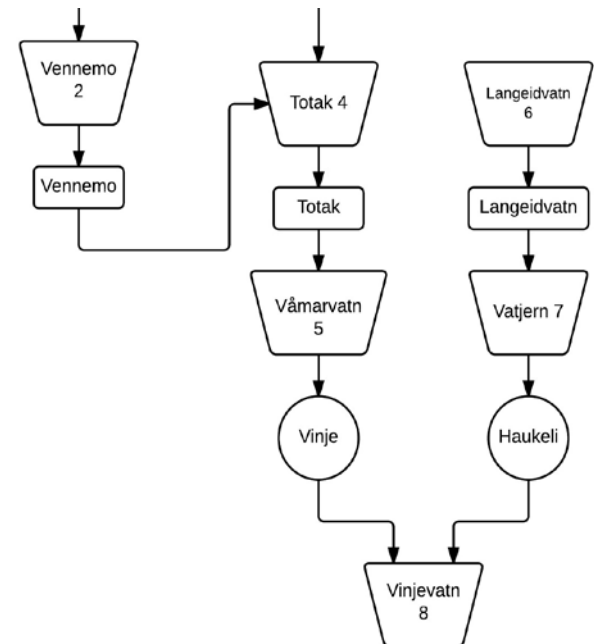 Vennemo
2
Totak 4
Langeidvatn
6
Vennemo
Totak
Langeidvatn
Våmarvatn
5
Vatjern 7
Vinje
Haukeli
Vinjevatn
8